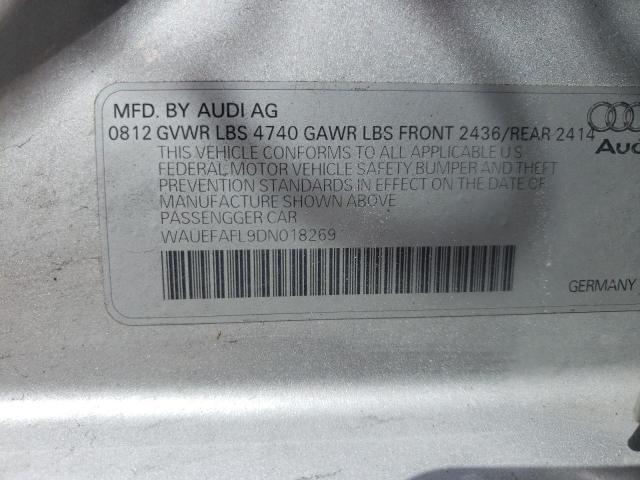 MFD. BY AUDI AG
0812 GVWR LBS 4740 GAWR LBS FRONT 2436/REAR 2414
THIS VEHICLE CONFORMS TO ALL APPLICABLE U S
FEDERAL MOTOR VEHICLE SAFETY BUMPER AND THEFT
PREVENTION STANDARDS IN EFFECT ON THE DATE OF
MANUFACTURE SHOWN ABOVE
PASSENGGER CAR
WAUEFAFL9DN018269
Aud
GERMANY